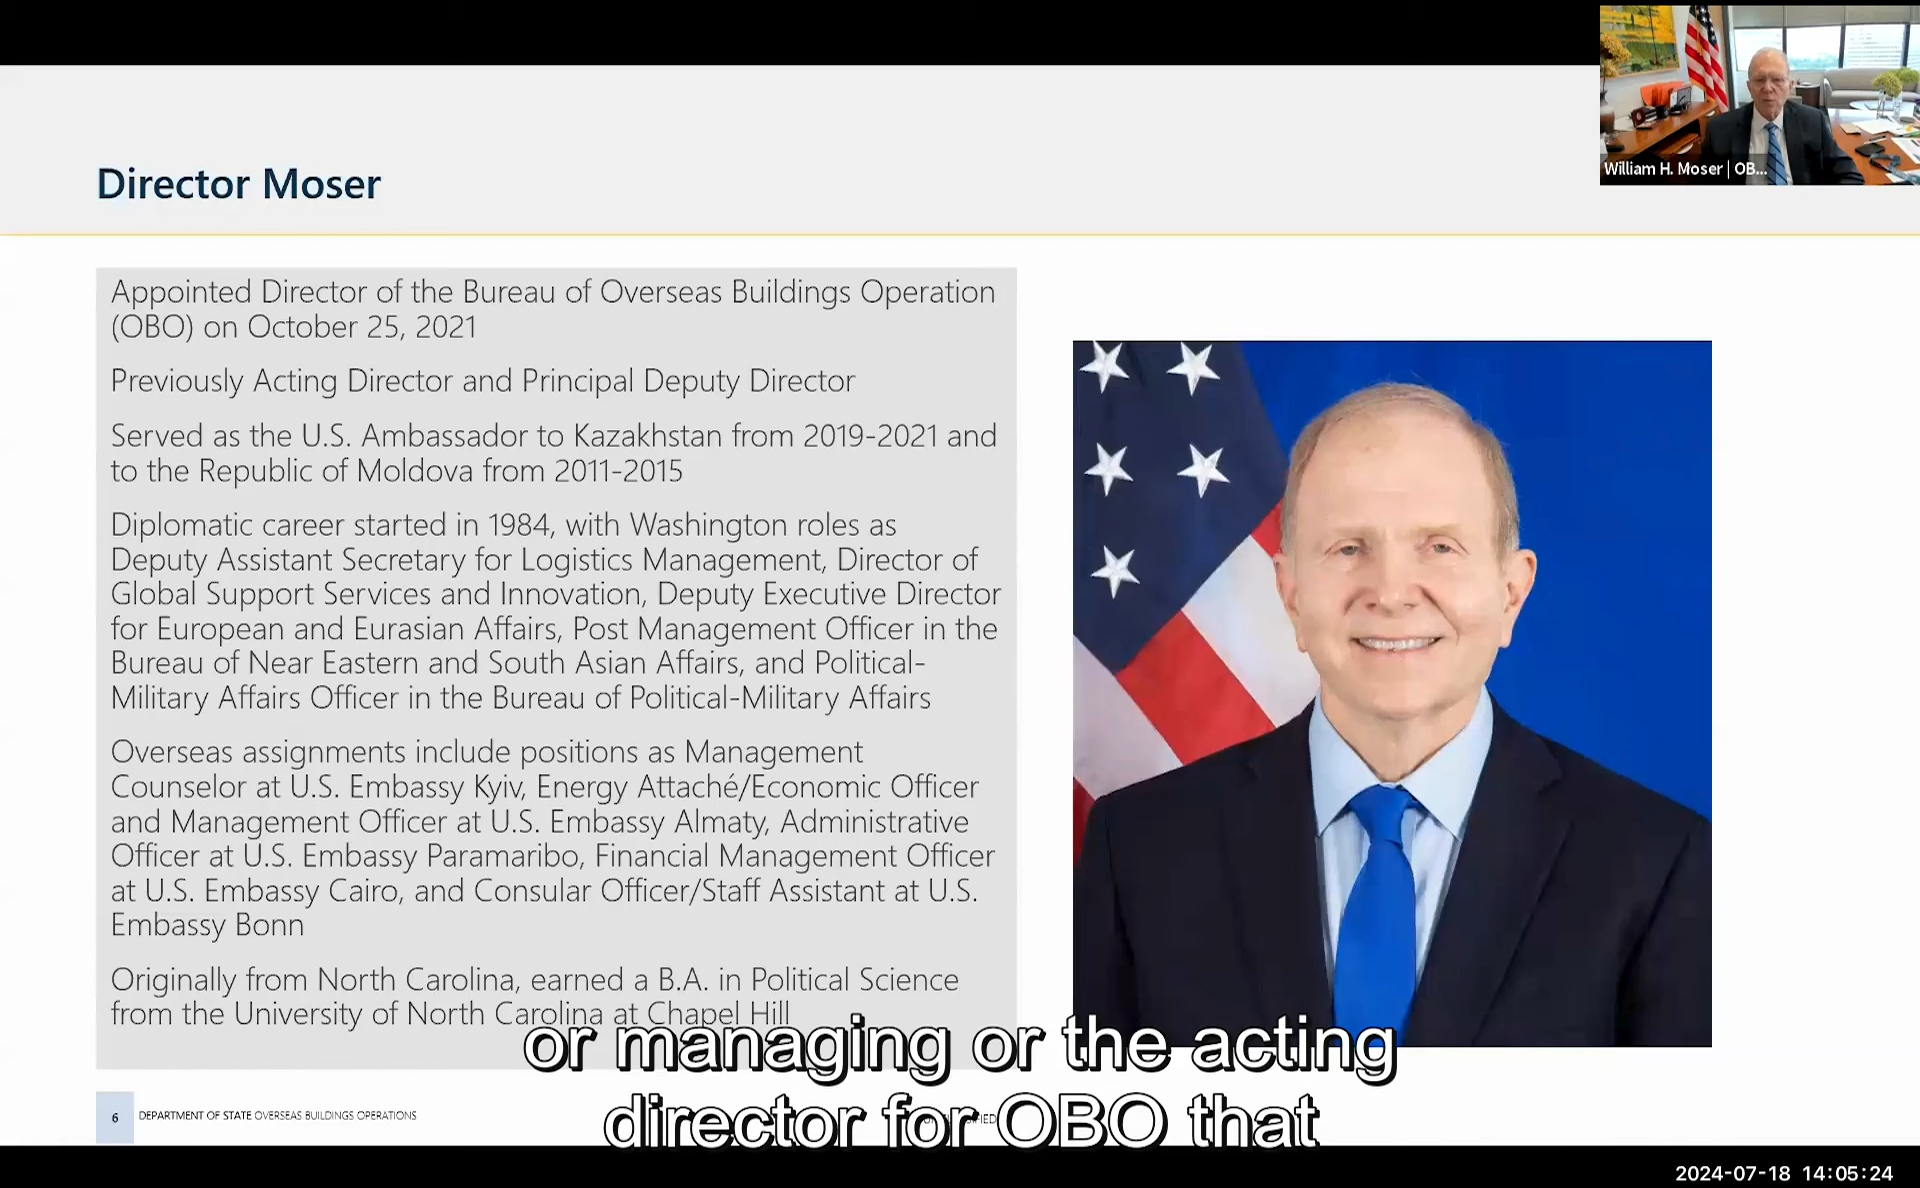 William H. Moser | OB...
Director Moser
Appointed Director of the Bureau of Overseas Buildings Operation
(OBO) on October 25, 2021
Previously Acting Director and Principal Deputy Director
Served as the U.S. Ambassador to Kazakhstan from 2019-2021 and
to the Republic of Moldova from 2011-2015
Diplomatic career started in 1984, with Washington roles as
Deputy Assistant Secretary for Logistics Management, Director of
Global Support Services and Innovation, Deputy Executive Director
for European and Eurasian Affairs, Post Management Officer in the
Bureau of Near Eastern and South Asian Affairs, and Political-
Military Affairs Officer in the Bureau of Political-Military Affairs
Overseas assignments include positions as Management
Counselor at U.S. Embassy Kyiv, Energy Attaché/Economic Officer
and Management Officer at U.S. Embassy Almaty, Administrative
Officer at U.S. Embassy Paramaribo, Financial Management Officer
at U.S. Embassy Cairo, and Consular Officer/Staff Assistant at U.S.
Embassy Bonn
Originally from North Carolina, earned a B.A. in Political Science
from the University of North Carolina at Chapel Hill
or managing or the acting
director for OBO that
6 DEPARTMENT OF STATE OVERSEAS BUILDINGS OPERATIONS
2024-07-18 14:05:24